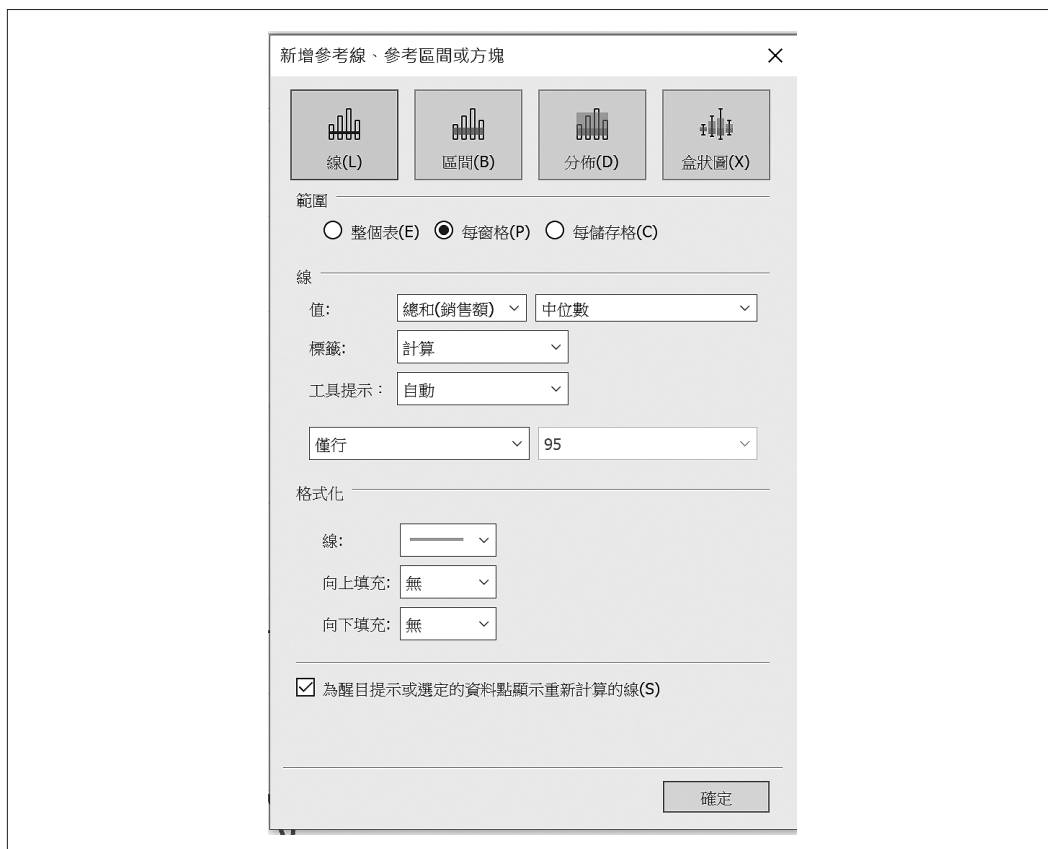 新增參考線、參考區間或方塊
線(L) 區間(B) 分佈(D) 盒狀圖(X)
範圍
整個表(E) 每窗格(P) 每儲存格(C)
線
值: 總和(銷售額) 中位數
標籤: 計算
工具提示： 自動
僅行 95
格式化
線:
向上填充: 無
向下填充: 無
為醒目提示或選定的資料點顯示重新計算的線(S)
確定